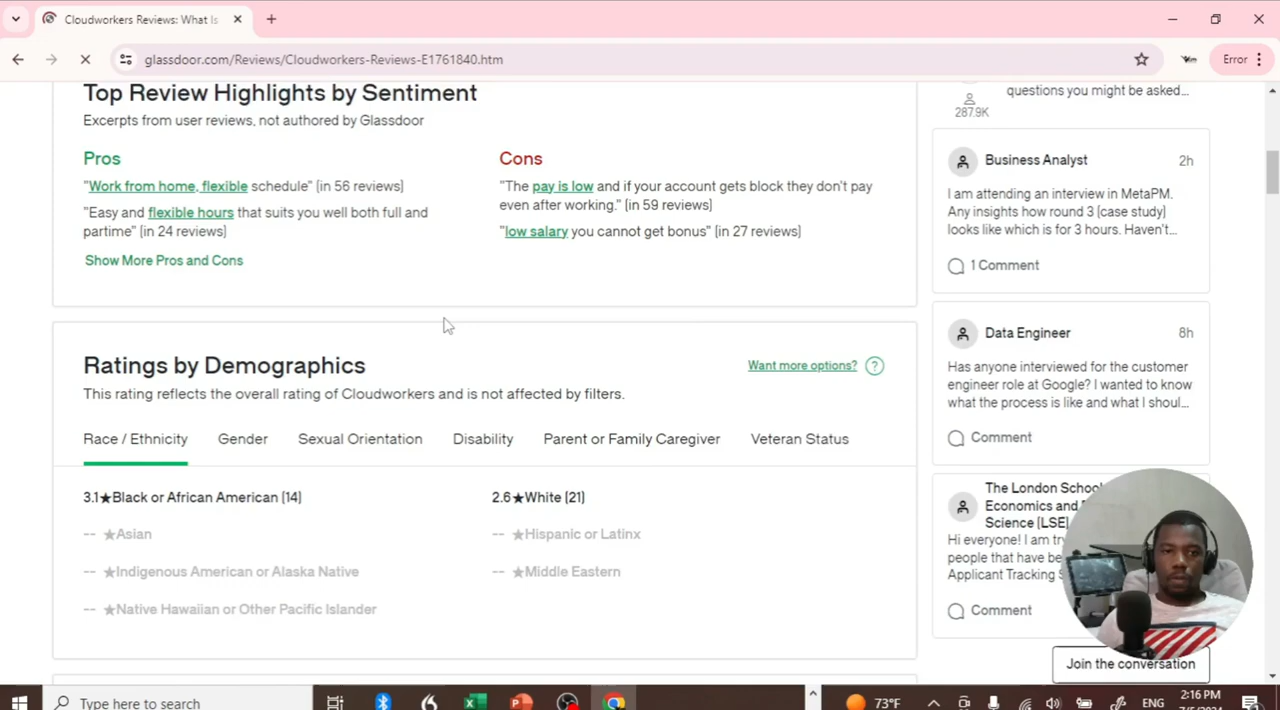 Cloudworkers Reviews: What Is
glassdoor.com/Reviews/Cloudworkers-Reviews-E1761840.htm
Error
Top Review Highlights by Sentiment
Excerpts from user reviews, not authored by Glassdoor
Pros
"Work from home, flexible schedule" (in 56 reviews)
"Easy and flexible hours that suits you well both full and
partime" (in 24 reviews)
Show More Pros and Cons
Cons
"The pay is low and if your account gets block they don't pay
even after working." (in 59 reviews)
"low salary you cannot get bonus" (in 27 reviews)
Ratings by Demographics
Want more options? ?
This rating reflects the overall rating of Cloudworkers and is not affected by filters.
Race / Ethnicity Gender Sexual Orientation Disability Parent or Family Caregiver Veteran Status
3.1★Black or African American (14)
2.6★White (21)
-- ★Asian
-- ★Hispanic or Latinx
-- ★Indigenous American or Alaska Native
-- ★Middle Eastern
-- ★Native Hawaiian or Other Pacific Islander
questions you might be asked...
287.9K
Business Analyst 2h
I am attending an interview in MetaPM.
Any insights how round 3 (case study)
looks like which is for 3 hours. Haven't...
1 Comment
Data Engineer 8h
Has anyone interviewed for the customer
engineer role at Google? I wanted to know
what the process is like and what I shoul...
Comment
The London School
Economics and
Science (LSE)
Hi everyone! I am
people that have
Applicant Tracking
Comment
Join the conversation
Type here to search
73°F
ENG
2:16 PM